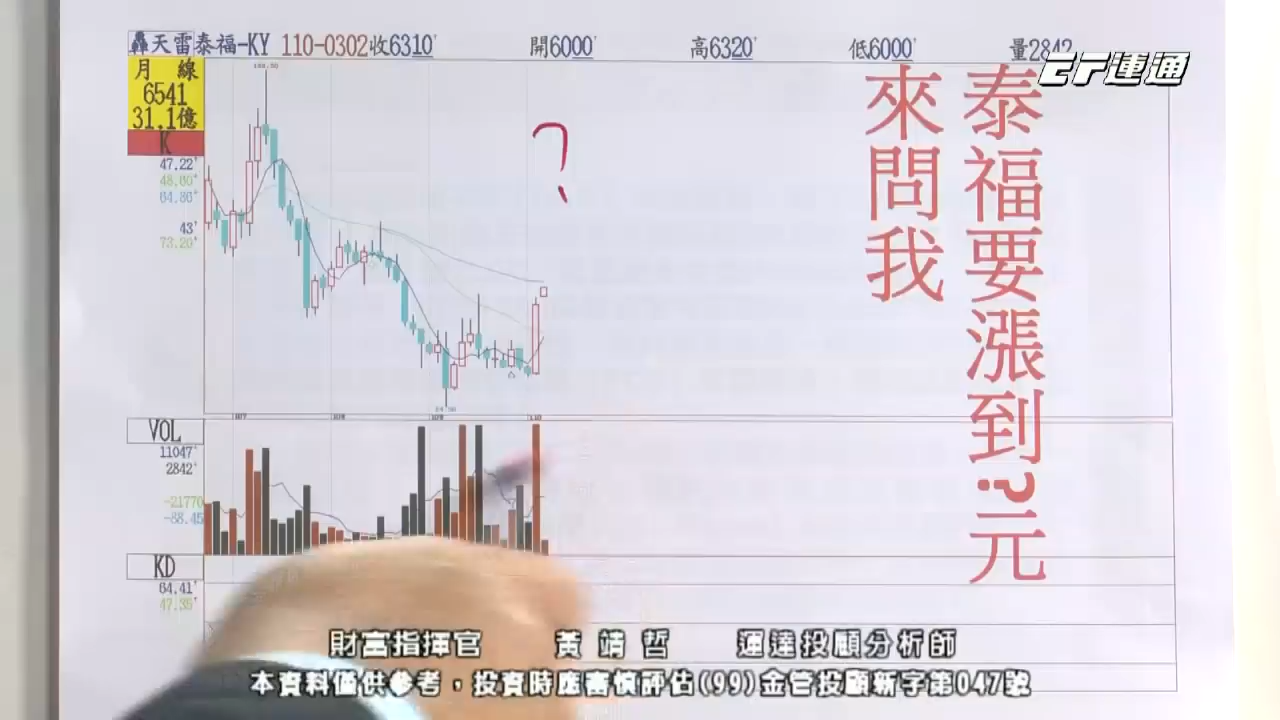 轟天雷泰福-KY 110-0302收6310' 開6000' 高6320' 低6000' 量2842
ET運通
月 線
6541
31.1億
K
47.22'
48.60'
64.86'
43'
73.20'
?
泰福要漲到?元
來問我
VOL
11047'
2842'
-21770
-88.45
KD
64.41'
47.35'
財富指揮官 黃靖哲 運達投顧分析師
本資料僅供參考，投資時應審慎評估(99)金管投顧新字第047號